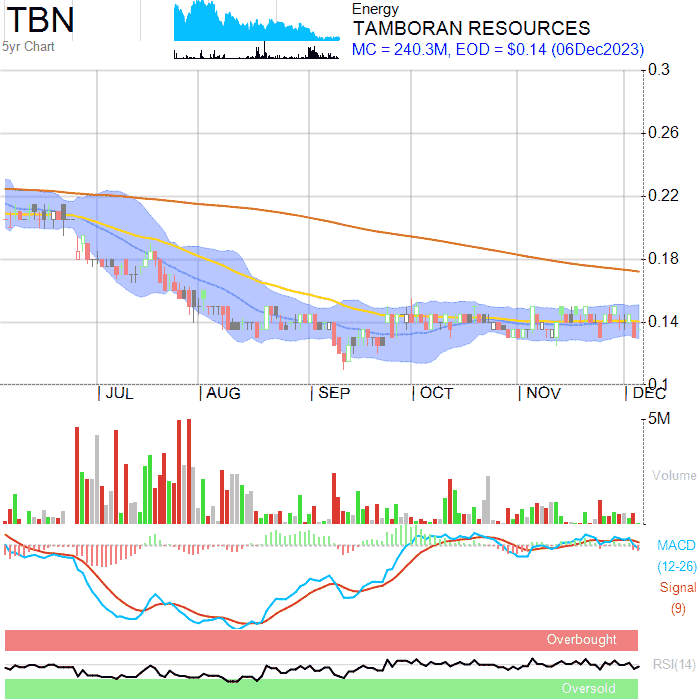 TBN
5yr Chart
Energy
TAMBORAN RESOURCES
MC = 240.3M, EOD = $0.14 (06Dec2023)
0.3
0.26
0.22
0.18
0.14
0.1
| JUL
| AUG
| SEP
| OCT
| NOV
| DEC
5M
Volume
MACD
(12-26)
Signal
(9)
Overbought
RSI(14)
Oversold